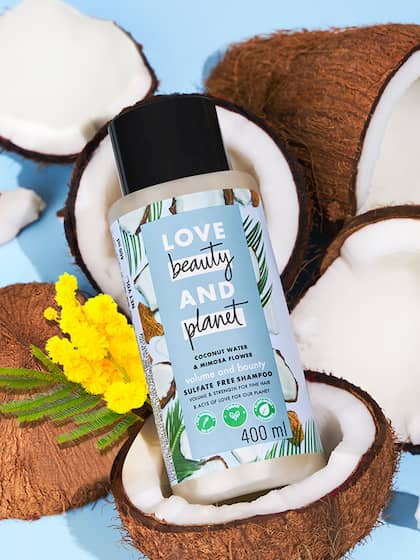 LOVE
beauty
AND
planet
COCONUT WATER
& MIMOSA FLOWER
volume and bounty
SULFATE FREE SHAMPOO
VOLUME & STRENGTH FOR FINE HAIR
& ACTS OF LOVE FOR OUR PLANET
400 ml